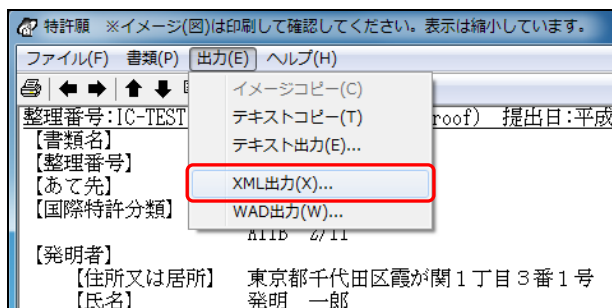 特許願 ※イメージ(図)は印刷して確認してください。表示は縮小しています。
ファイル(F) 書類(P) 出力(E) ヘルプ(H)
イメージコピー(C)
テキストコピー(T)
テキスト出力(E)...
XML出力(X)...
WAD出力(W)...
整理番号:IC-TEST roof) 提出日:平成
【書類名】
【整理番号】
【あて先】
【国際特許分類】
A11B 2/11
【発明者】
【住所又は居所】 東京都千代田区霞が関1丁目3番1号
【氏名】 発明 一郎